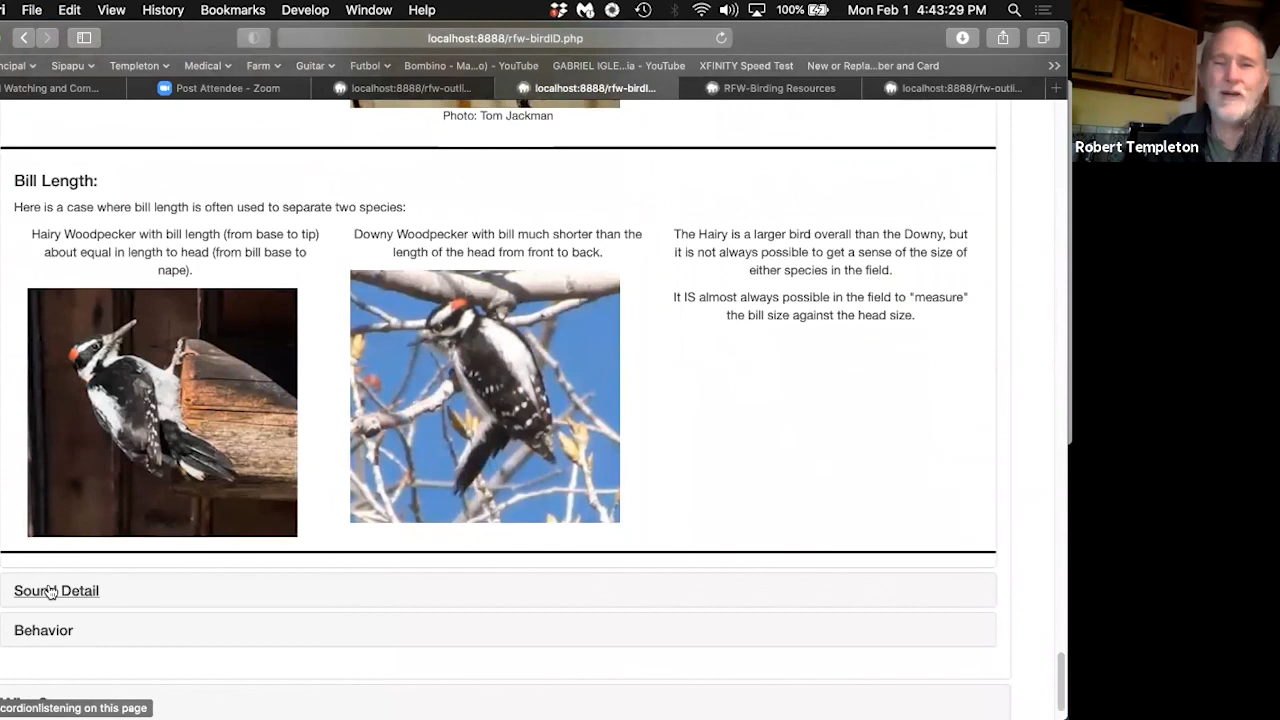 File Edit View History Bookmarks Develop Window Help 100% Mon Feb 1 4:43:29 PM
localhost:8888/rfw-birdID.php
ncipal Sipapu Templeton Medical Farm Guitar Futbol Bombino - Ma...o) – YouTube GABRIEL IGLE...ia - YouTube XFINITY Speed Test New or Repla...ber and Card
l Watching and Com... Post Attendee - Zoom localhost:8888/rfw-outli... localhost:8888/rfw-birdI... RFW-Birding Resources localhost:8888/rfw-outli...
Robert Templeton
Photo: Tom Jackman
Bill Length:
Here is a case where bill length is often used to separate two species:
Hairy Woodpecker with bill length (from base to tip)
about equal in length to head (from bill base to
nape).
Downy Woodpecker with bill much shorter than the
length of the head from front to back.
The Hairy is a larger bird overall than the Downy, but
it is not always possible to get a sense of the size of
either species in the field.
It IS almost always possible in the field to "measure"
the bill size against the head size.
Sound Detail
Behavior
cordionlistening on this page